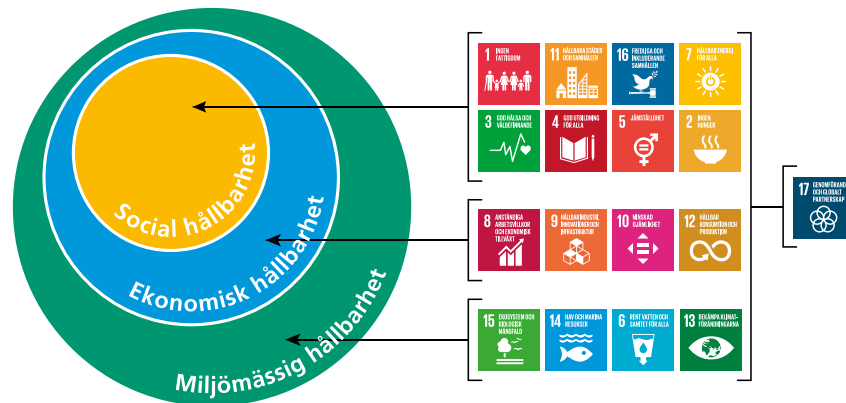 Social hållbarhet
Ekonomisk hållbarhet
Miljömässig hållbarhet
1 INGEN
FATTIGDOM
11 HÅLLBARA STÄDER
OCH SAMHÄLLEN
16 FREDLIGA OCH
INKLUDERANDE
SAMHÄLLEN
7 HÅLLBAR ENERGI
FÖR ALLA
3 GOD HÄLSA OCH
VÄLBEFINNANDE
4 GOD UTBILDNING
FÖR ALLA
5 JÄMSTÄLLDHET
2 INGEN
HUNGER
8 ANSTÄNDIGA
ARBETSVILLKOR
OCH EKONOMISK
TILLVÄXT
9 HÅLLBAR INDUSTRI,
INNOVATIONER OCH
INFRASTRUKTUR
10 MINSKAD
OJÄMLIKHET
12 HÅLLBAR
KONSUMTION OCH
PRODUKTION
15 EKOSYSTEM OCH
BIOLOGISK
MÅNGFALD
14 HAV OCH MARINA
RESURSER
6 RENT VATTEN OCH
SANITET FÖR ALLA
13 BEKÄMPA KLIMAT-
FÖRÄNDRINGARNA
17 GENOMFÖRANDE
OCH GLOBALT
PARTNERSKAP